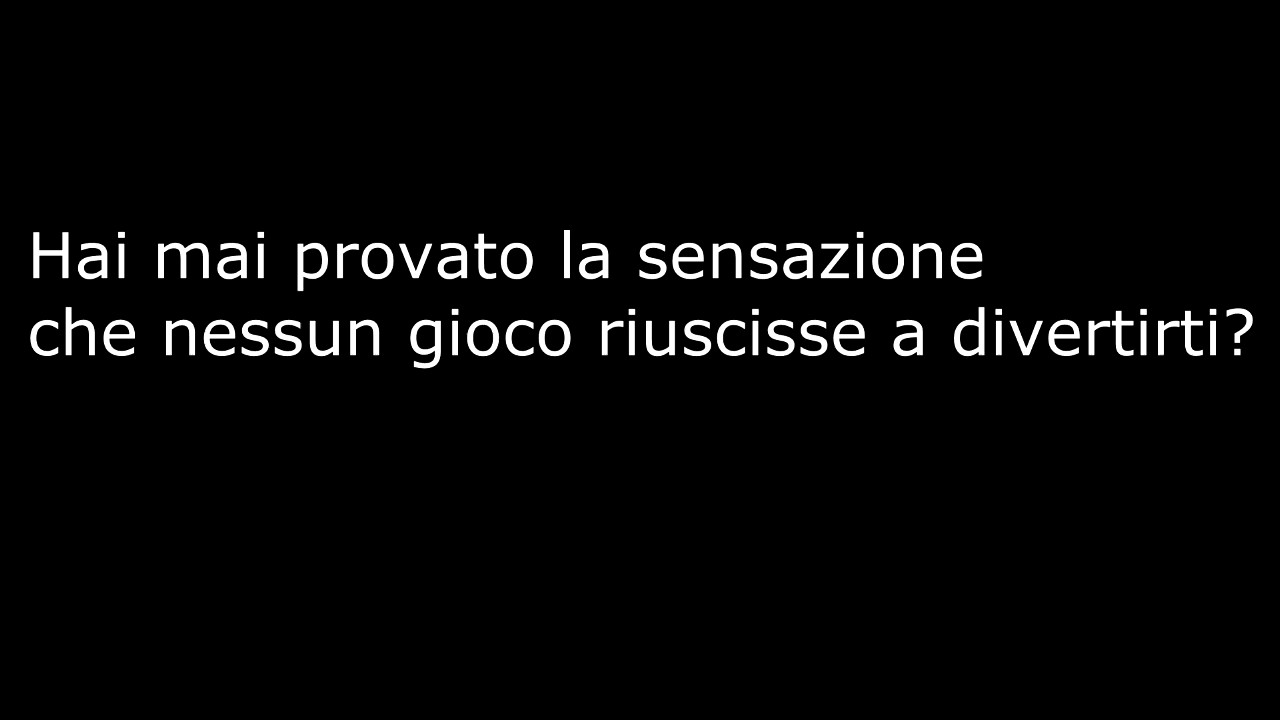 Hai mai provato la sensazione
che nessun gioco riuscisse a divertirti?